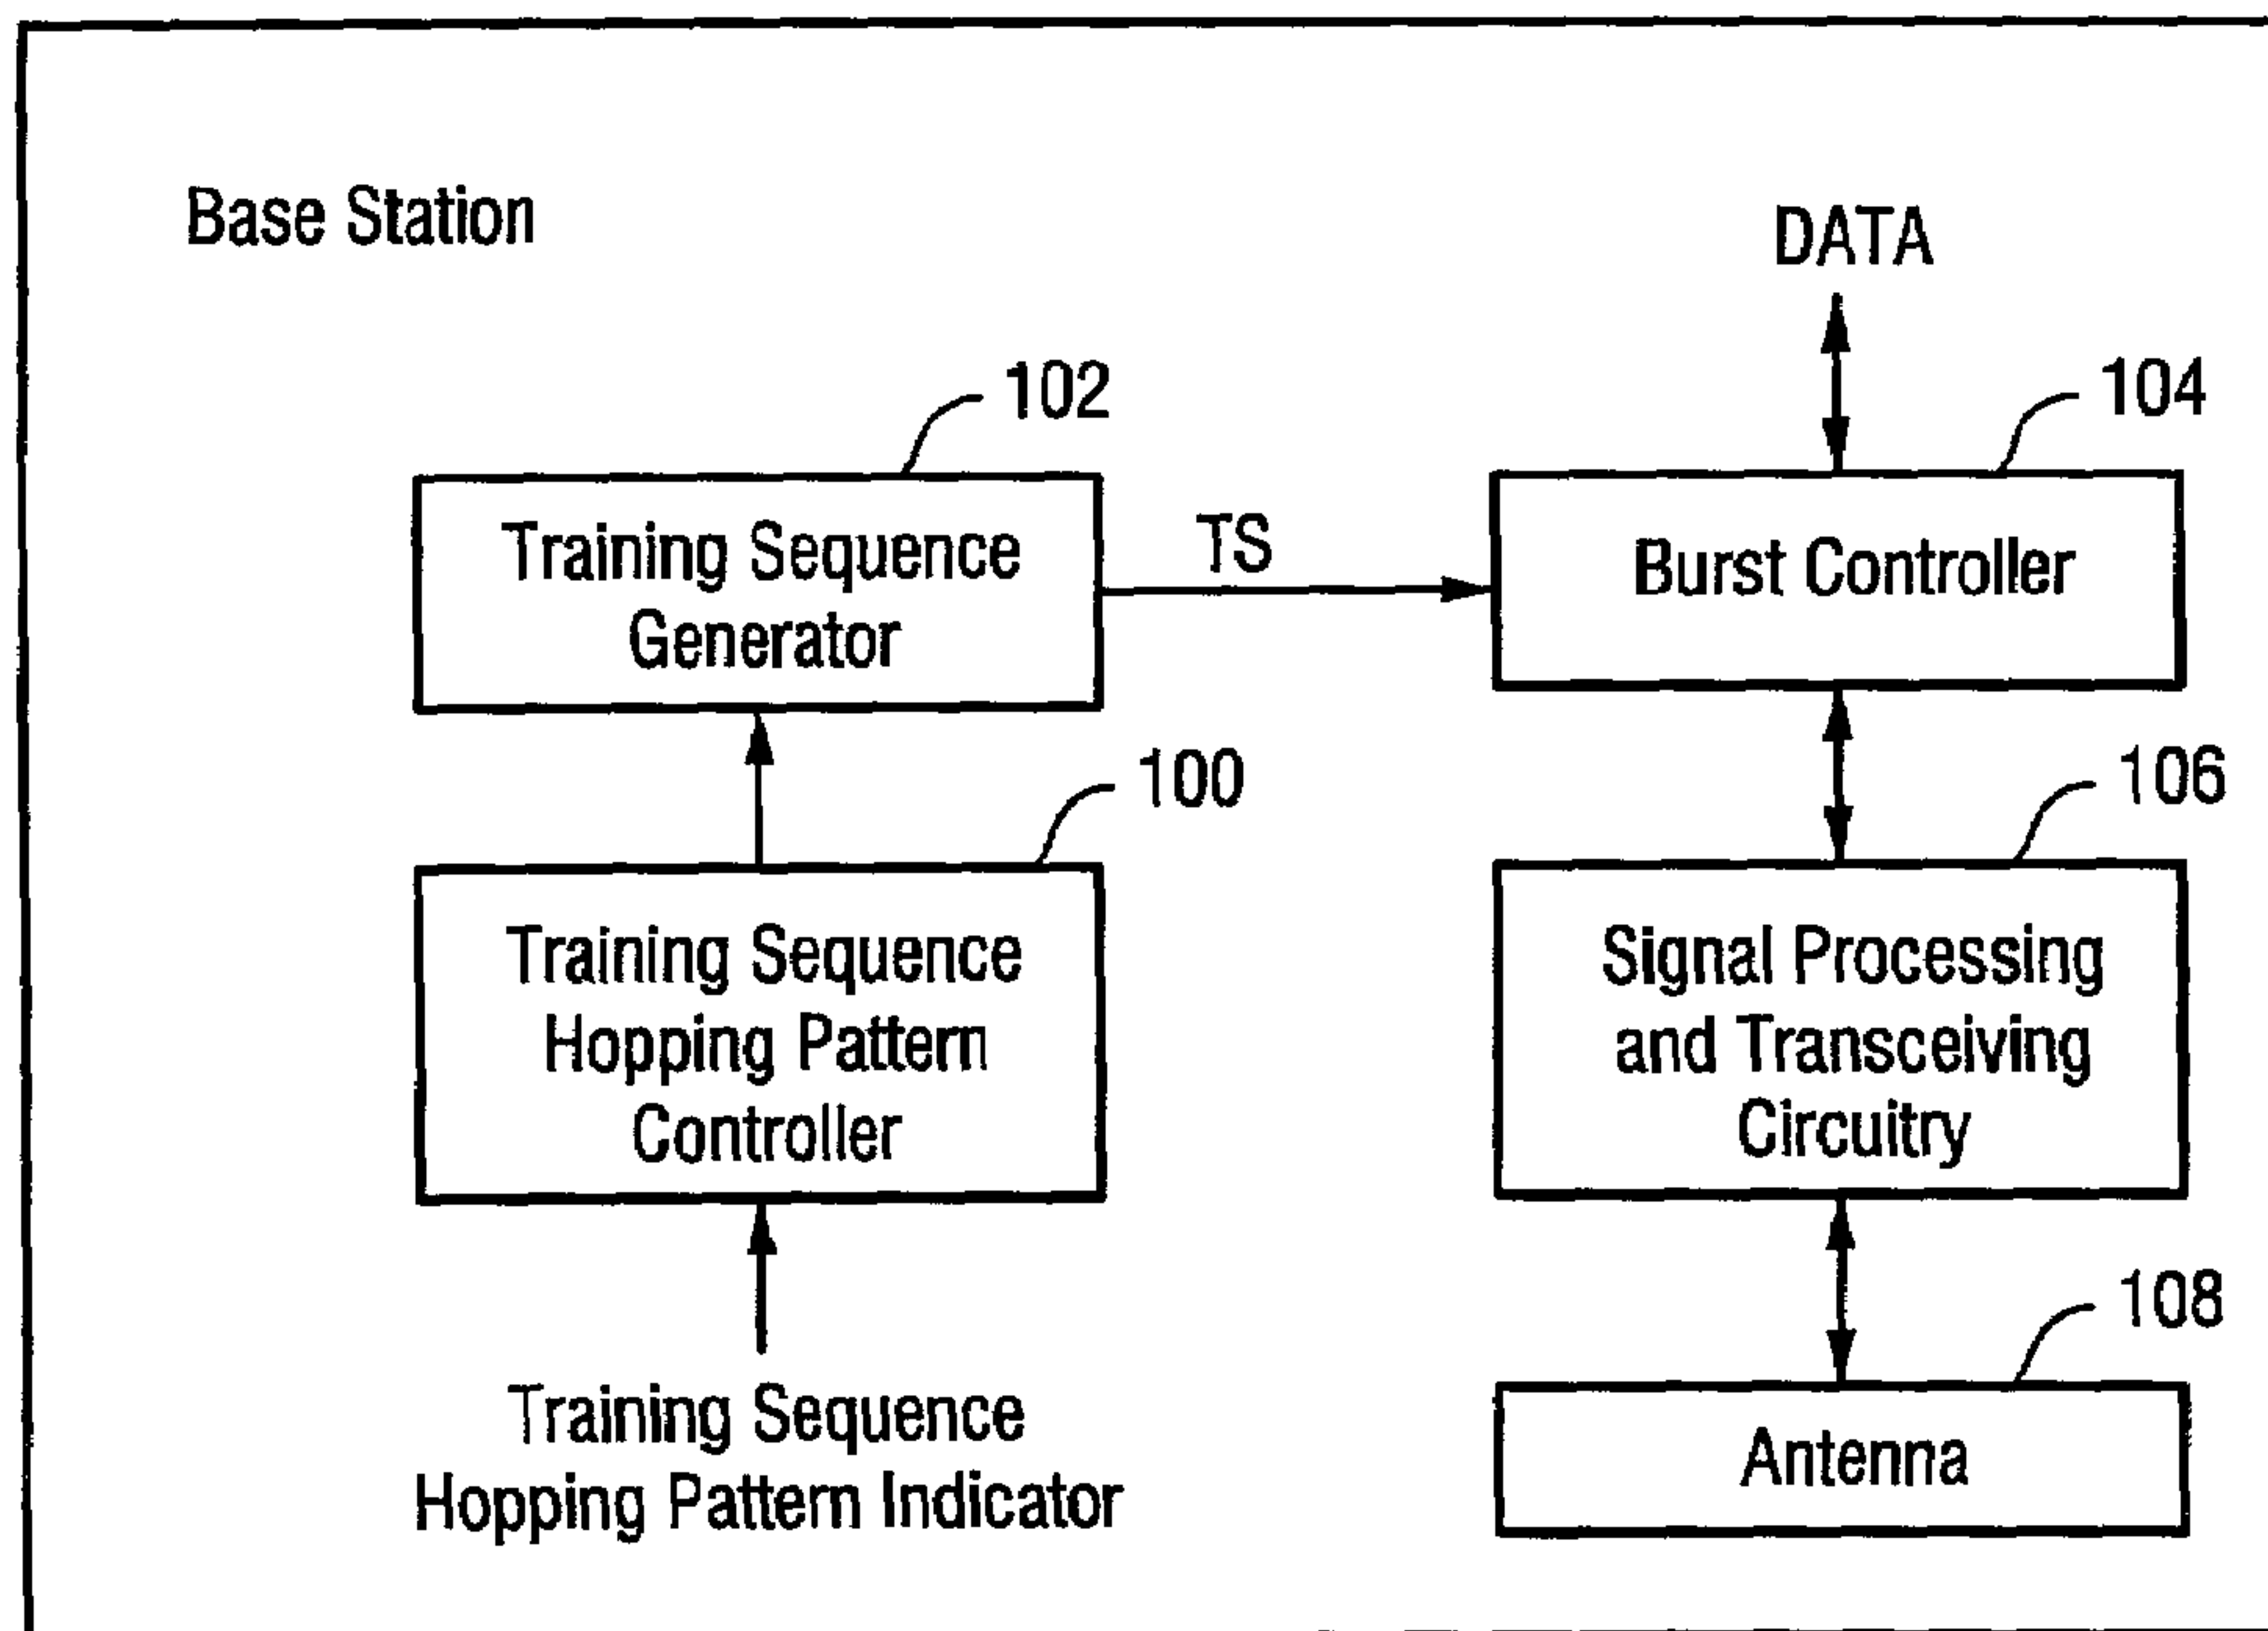 Base Station
DATA
102
104
Training Sequence
Generator
TS
Burst Controller
100
106
Training Sequence
Hopping Pattern
Controller
Signal Processing
and Transceiving
Circuitry
108
Training Sequence
Hopping Pattern Indicator
Antenna